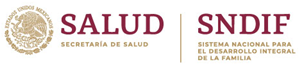 SALUD
SECRETARÍA DE SALUD
SNDIF
SISTEMA NACIONAL PARA
EL DESARROLLO INTEGRAL
DE LA FAMILIA